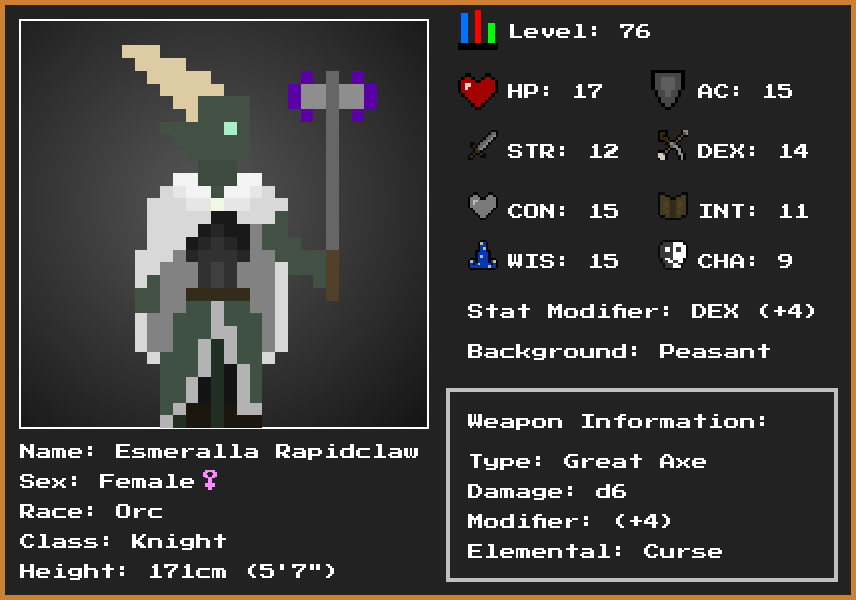 Level: 76
HP: 17
AC: 15
STR: 12
DEX: 14
CON: 15
INT: 11
WIS: 15
CHA: 9
Stat Modifier: DEX (+4)
Background: Peasant
Weapon Information:
Type: Great Axe
Damage: d6
Modifier: (+4)
Elemental: Curse
Name: Esmeralla Rapidclaw
Sex: Female♀
Race: Orc
Class: Knight
Height: 171cm (5'7")